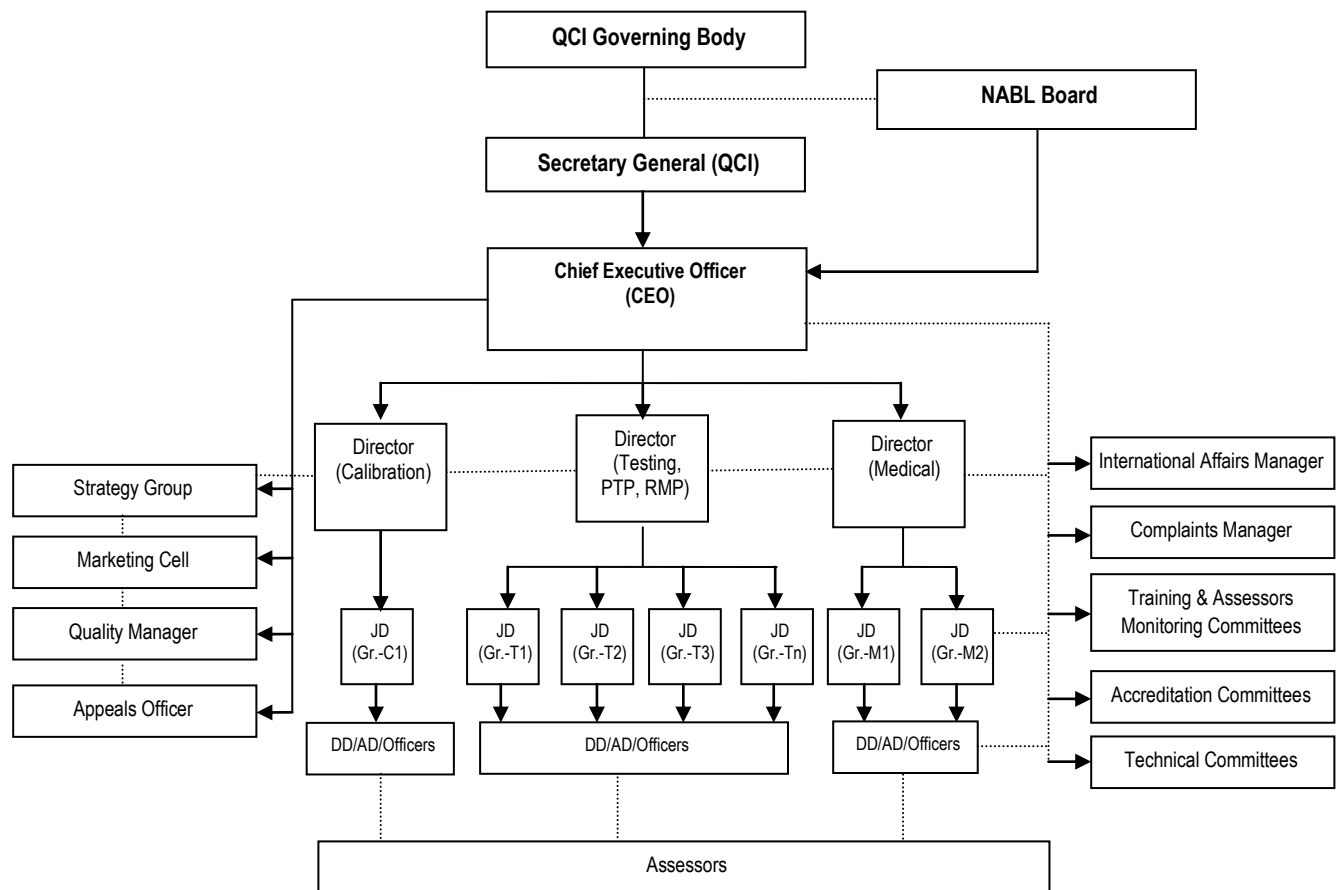 QCI Governing Body
NABL Board
Secretary General (QCI)
Chief Executive Officer
(CEO)
Director
(Calibration)
Director
(Testing,
PTP, RMP)
Director
(Medical)
Strategy Group
Marketing Cell
Quality Manager
Appeals Officer
International Affairs Manager
Complaints Manager
Training & Assessors
Monitoring Committees
Accreditation Committees
Technical Committees
JD
(Gr.-C1)
JD
(Gr.-T1)
JD
(Gr.-T2)
JD
(Gr.-T3)
JD
(Gr.-Tn)
JD
(Gr.-M1)
JD
(Gr.-M2)
DD/AD/Officers
DD/AD/Officers
DD/AD/Officers
Assessors